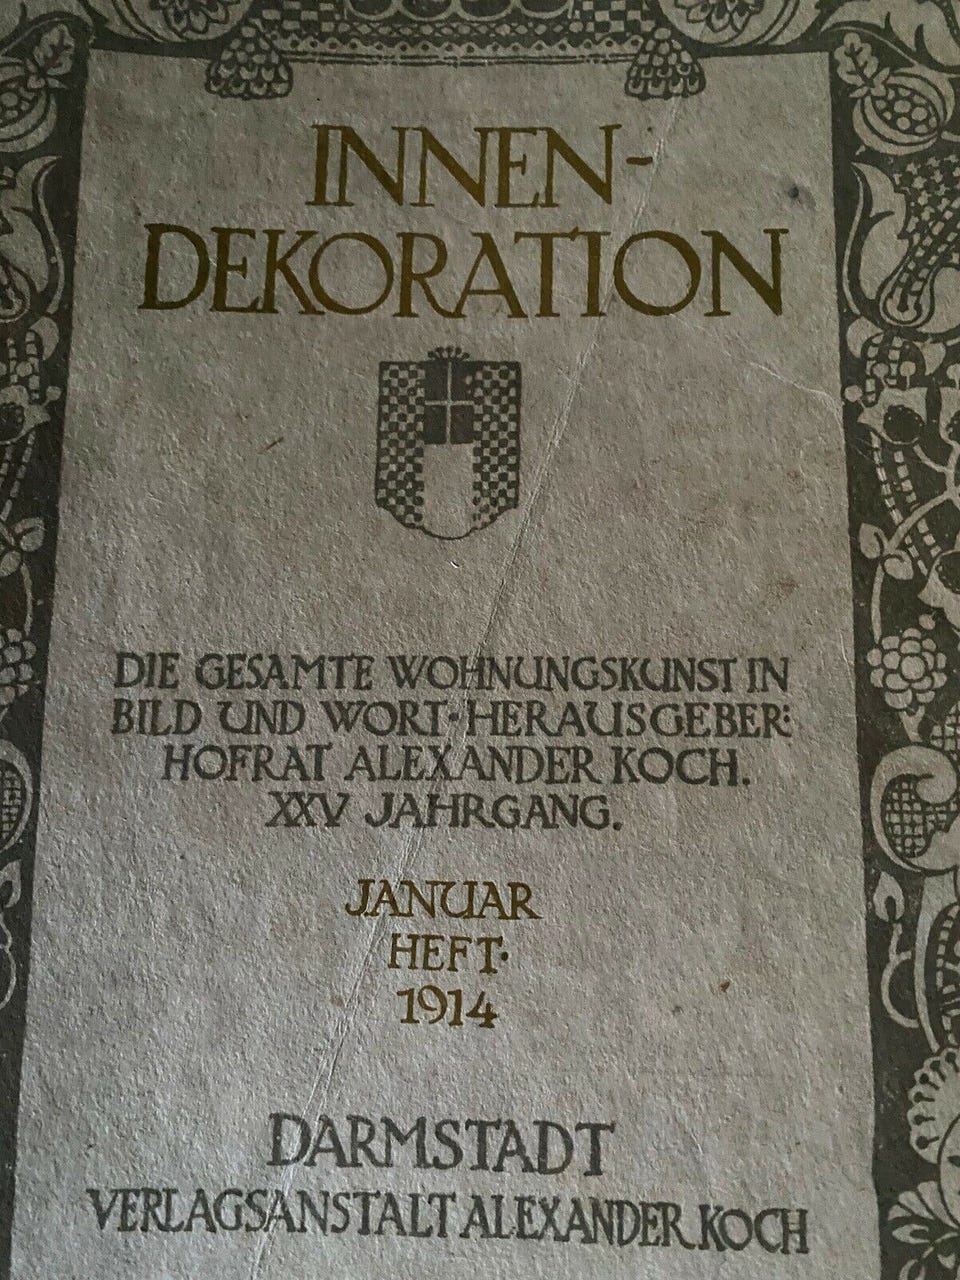 INNEN-
DEKORATION
DIE GESAMTE WOHNUNGSKUNST IN
BILD UND WORT · HERAUSGEBER:
HOFRAT ALEXANDER KOCH.
XXV JAHRGANG.
JANUAR
HEFT·
1914
DARMSTADT
VERLAGSANSTALT ALEXANDER KOCH